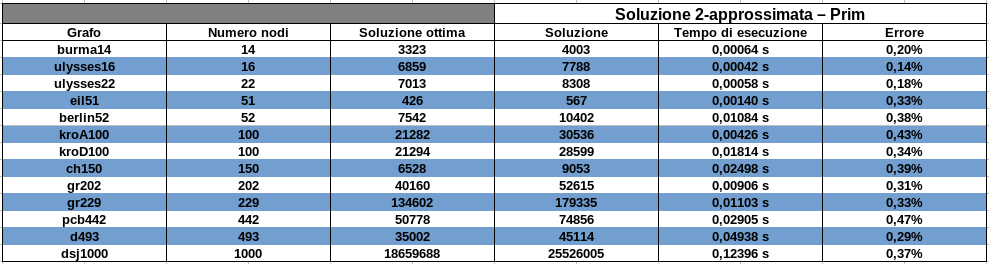 Soluzione 2-approssimata – Prim
Grafo Numero nodi Soluzione ottima Soluzione Tempo di esecuzione Errore
burma14 14 3323 4003 0,00064 s 0,20%
ulysses16 16 6859 7788 0,00042 s 0,14%
ulysses22 22 7013 8308 0,00058 s 0,18%
eil51 51 426 567 0,00140 s 0,33%
berlin52 52 7542 10402 0,01084 s 0,38%
kroA100 100 21282 30536 0,00426 s 0,43%
kroD100 100 21294 28599 0,01814 s 0,34%
ch150 150 6528 9053 0,02498 s 0,39%
gr202 202 40160 52615 0,00906 s 0,31%
gr229 229 134602 179335 0,01103 s 0,33%
pcb442 442 50778 74856 0,02905 s 0,47%
d493 493 35002 45114 0,04938 s 0,29%
dsj1000 1000 18659688 25526005 0,12396 s 0,37%